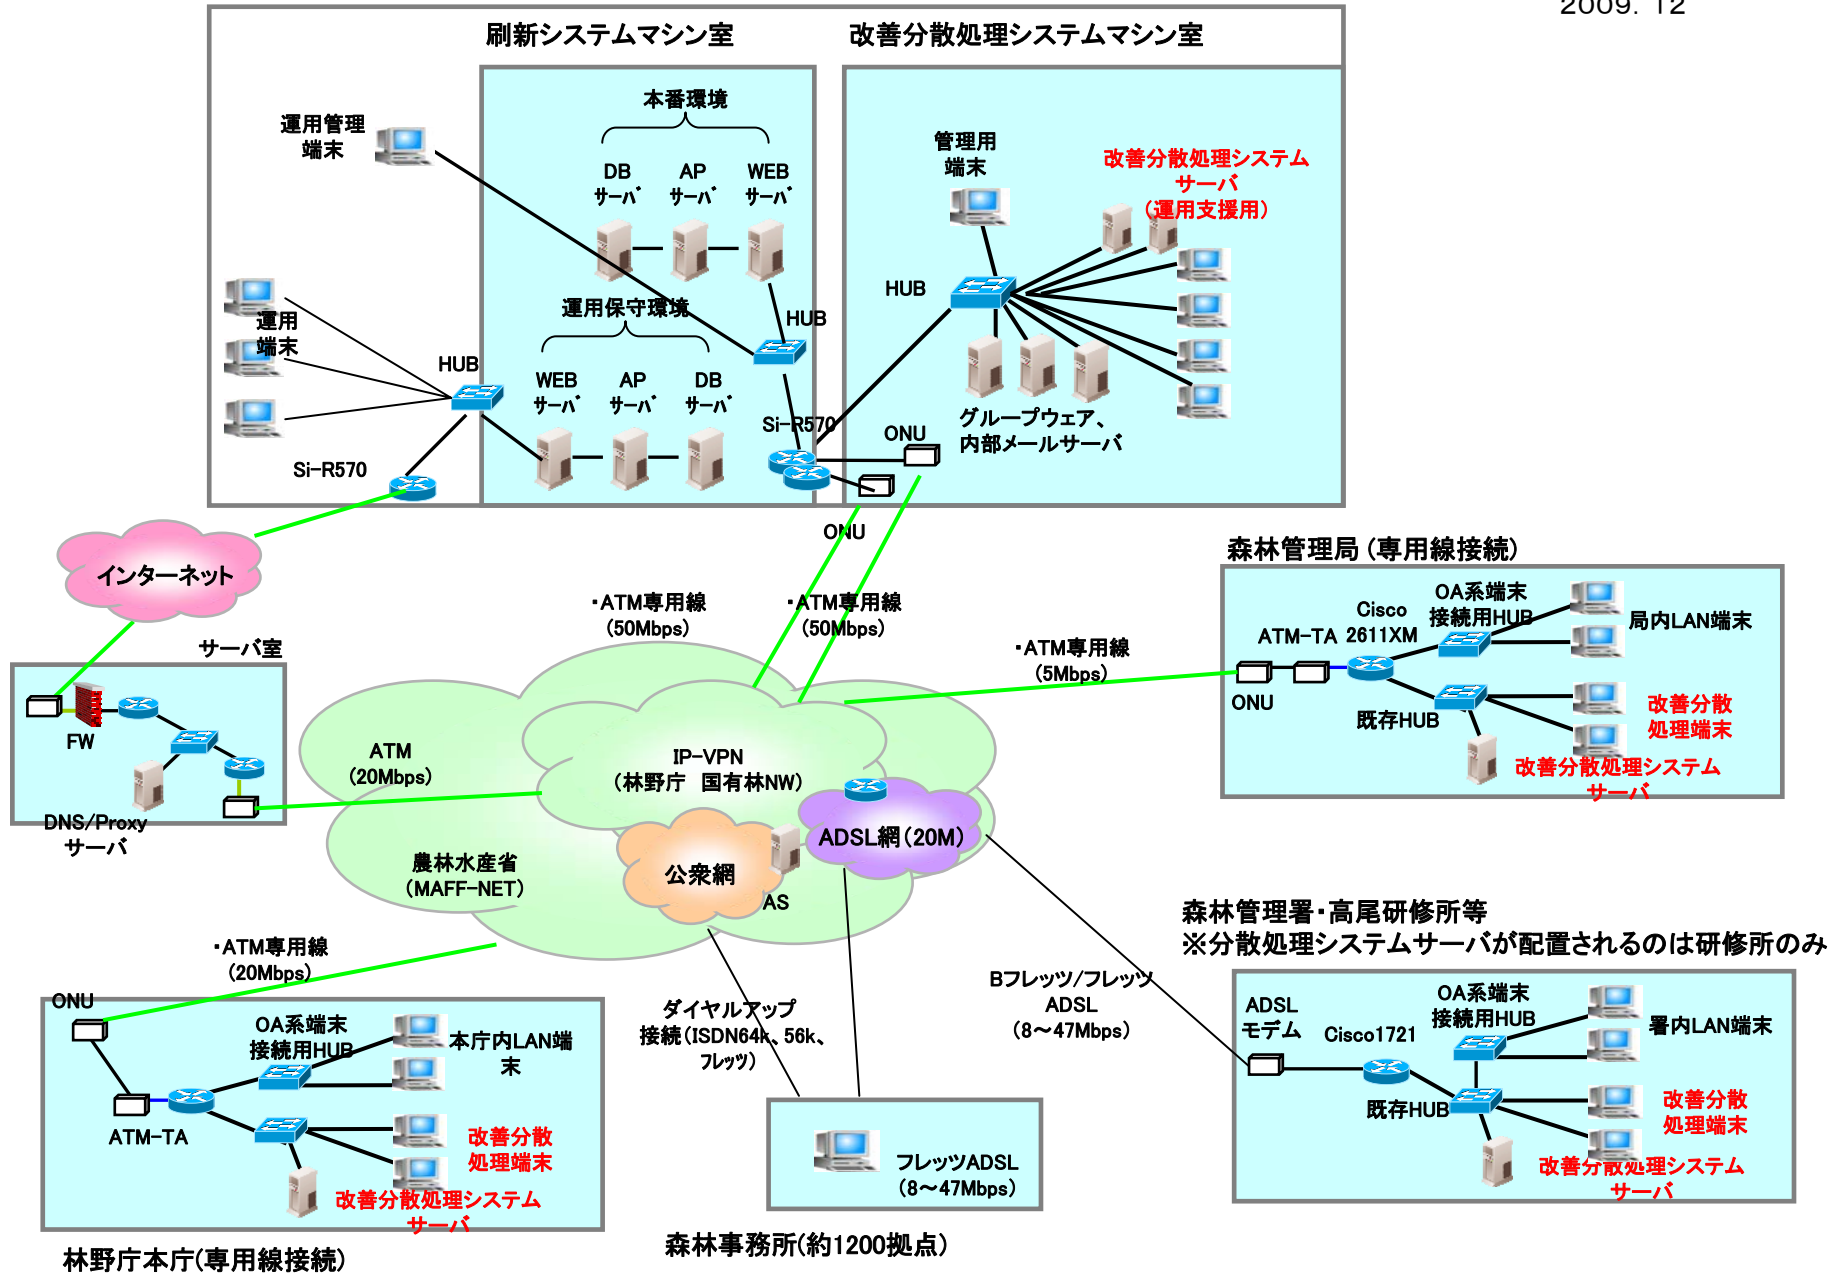 2009．12
刷新システムマシン室
改善分散処理システムマシン室
本番環境
運用管理
端末
DB
サーバ
AP
サーバ
WEB
サーバ
管理用
端末
改善分散処理システム
サーバ
（運用支援用）
HUB
運用
端末
運用保守環境
HUB
HUB
WEB
サーバ
AP
サーバ
DB
サーバ
Si-R570
Si-R570
ONU
グループウェア、
内部メールサーバ
ONU
インターネット
サーバ室
FW
DNS/Proxy
サーバ
・ATM専用線
(50Mbps)
・ATM専用線
(50Mbps)
・ATM専用線
(5Mbps)
ATM
(20Mbps)
IP-VPN
(林野庁　国有林NW)
ADSL網(20M)
公衆網
AS
農林水産省
(MAFF-NET)
森林管理局(専用線接続)
OA系端末
接続用HUB
Cisco
2611XM
ATM-TA
ONU
局内LAN端末
既存HUB
改善分散
処理端末
改善分散処理システム
サーバ
森林管理署・高尾研修所等
※分散処理システムサーバが配置されるのは研修所のみ
Bフレッツ/フレッツ
ADSL
(8～47Mbps)
ADSL
モデム
Cisco1721
OA系端末
接続用HUB
署内LAN端末
既存HUB
改善分散
処理端末
改善分散処理システム
サーバ
・ATM専用線
(20Mbps)
ONU
OA系端末
接続用HUB
本庁内LAN端
末
ATM-TA
改善分散
処理端末
改善分散処理システム
サーバ
林野庁本庁(専用線接続)
ダイヤルアップ
接続(ISDN64k、56k、
フレッツ)
フレッツADSL
(8～47Mbps)
森林事務所(約1200拠点)